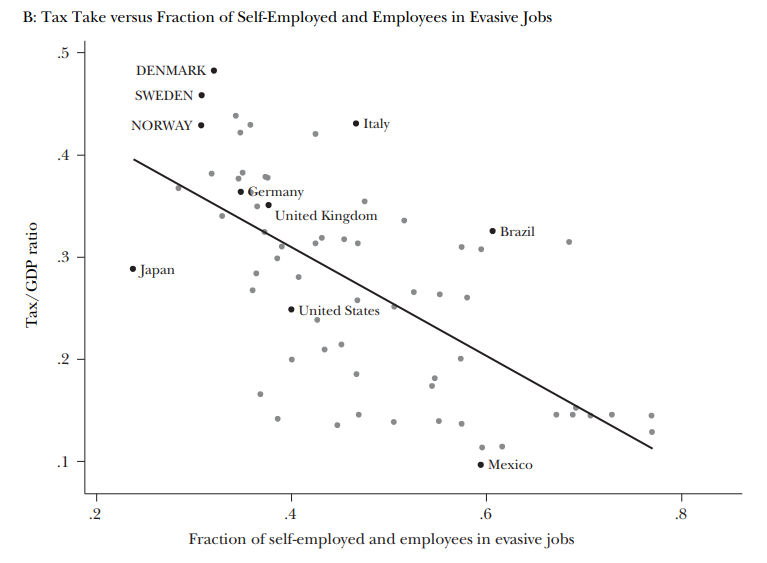 B: Tax Take versus Fraction of Self-Employed and Employees in Evasive Jobs
.5
DENMARK
SWEDEN
NORWAY
Italy
.4
Germany
United Kingdom
Brazil
.3
Japan
United States
.2
.1
Mexico
Tax/GDP ratio
.2 .4 .6 .8
Fraction of self-employed and employees in evasive jobs